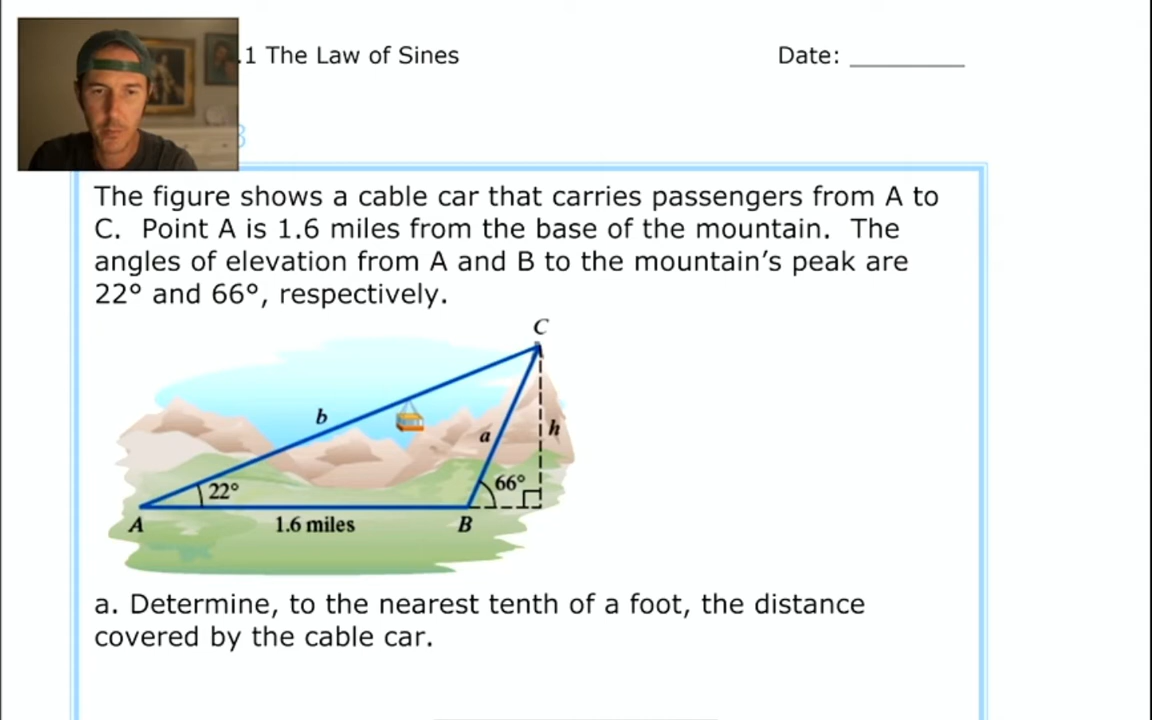 .1 The Law of Sines
Date: __________
The figure shows a cable car that carries passengers from A to
C. Point A is 1.6 miles from the base of the mountain. The
angles of elevation from A and B to the mountain’s peak are
22° and 66°, respectively.
C
b
a
h
22°
66°
A
1.6 miles
B
a. Determine, to the nearest tenth of a foot, the distance
covered by the cable car.